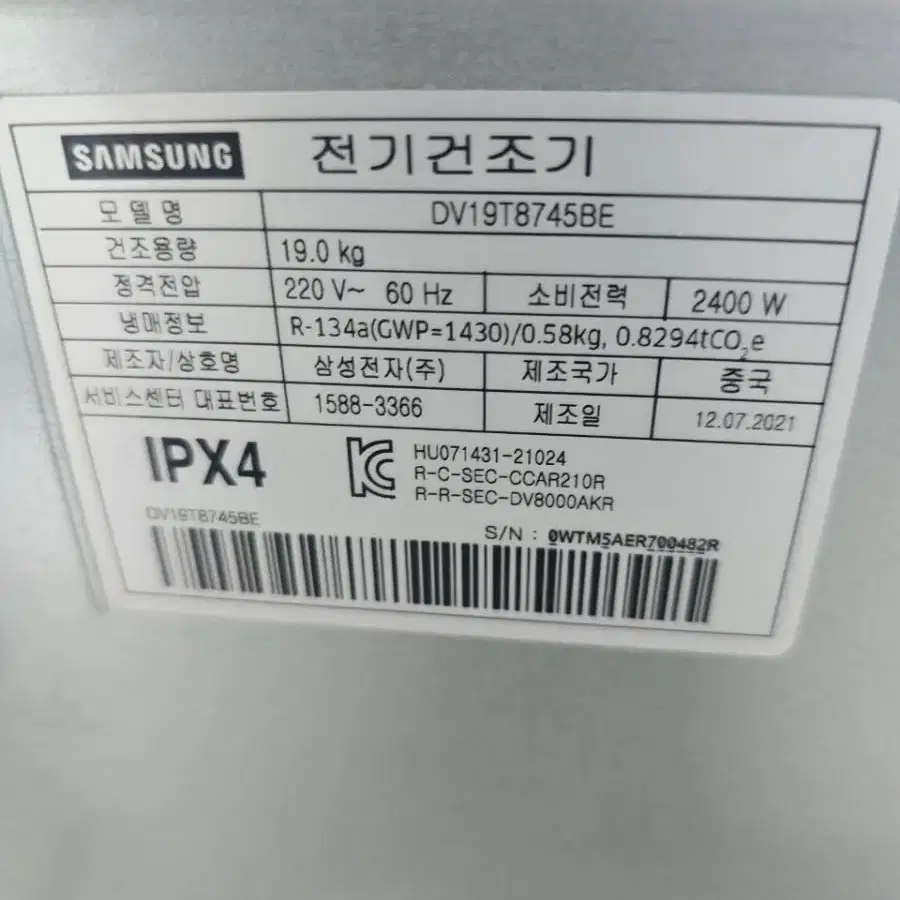 SAMSUNG 전기건조기
모델명 DV19T8745BE
건조용량 19.0 kg
정격전압 220 V~ 60 Hz 소비전력 2400 W
냉매정보 R-134a(GWP=1430)/0.58kg, 0.8294tCO₂e
제조자/상호명 삼성전자(주) 제조국가 중국
서비스센터 대표번호 1588-3366 제조일 12.07.2021
IPX4
HU071431-21024
R-C-SEC-CCAR210R
R-R-SEC-DV8000AKR
DV19T8745BE
S/N : 0WTM5AER700482R